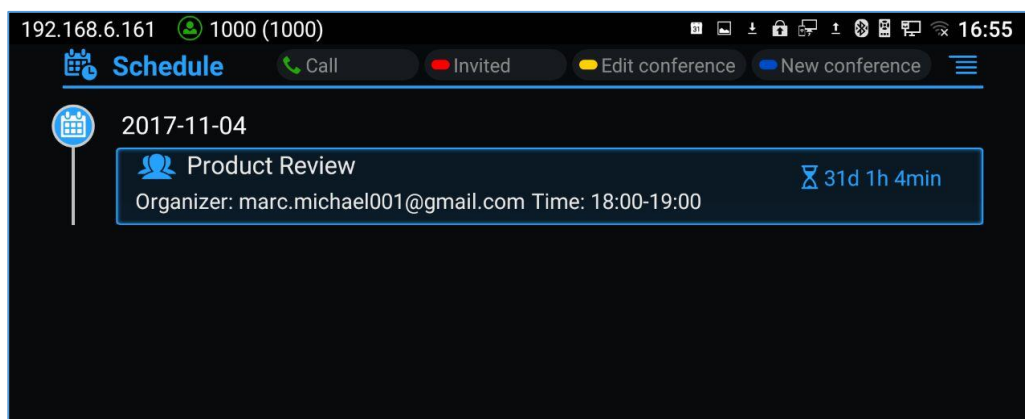 192.168.6.161 1000 (1000) 31 16:55
Schedule Call Invited Edit conference New conference
2017-11-04
Product Review
31d 1h 4min
Organizer: marc.michael001@gmail.com Time: 18:00-19:00